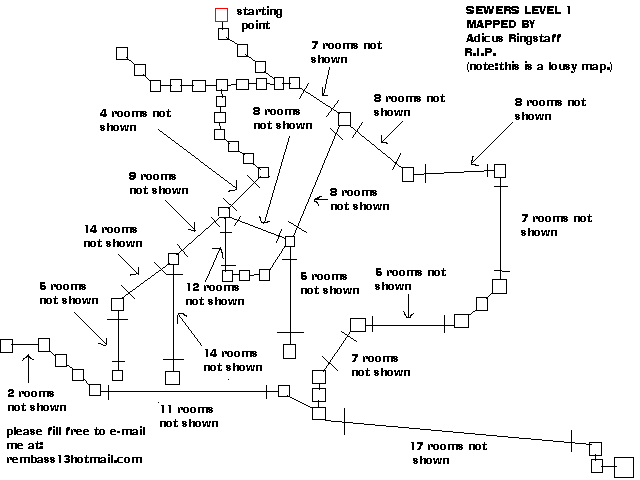 starting
point
SEWERS LEVEL 1
MAPPED BY
Adicus Ringstaff
R.I.P.
(note:this is a lousy map.)
7 rooms not
shown
8 rooms not
shown
8 rooms not
shown
4 rooms not
shown
8 rooms
not shown
9 rooms
not shown
8 rooms
not shown
7 rooms not
shown
14 rooms
not shown
12 rooms
not shown
6 rooms
not shown
6 rooms not
shown
6 rooms
not shown
14 rooms
not shown
7 rooms
not shown
2 rooms
not shown
11 rooms
not shown
17 rooms not
shown
please fill free to e-mail
me at:
rembass13hotmail.com